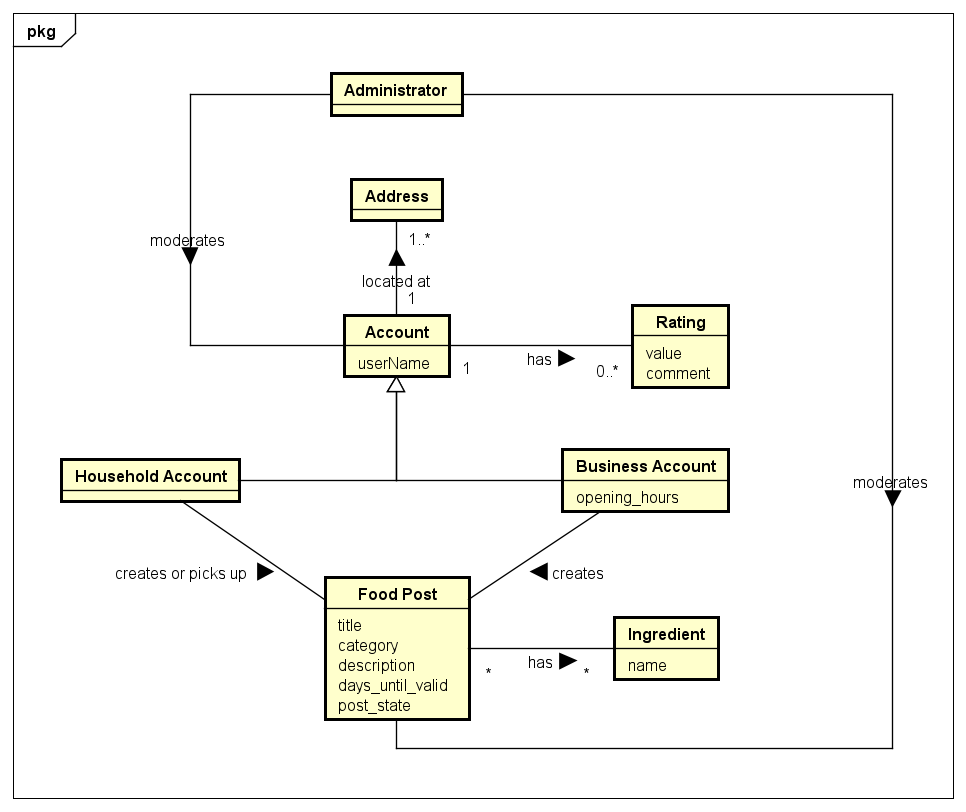 pkg
Administrator
Address
moderates
1..*
located at
1
Account
userName
1
has
0..*
Rating
value
comment
Household Account
Business Account
opening_hours
moderates
creates or picks up
creates
Food Post
title
category
description
days_until_valid
post_state
*
has
*
Ingredient
name